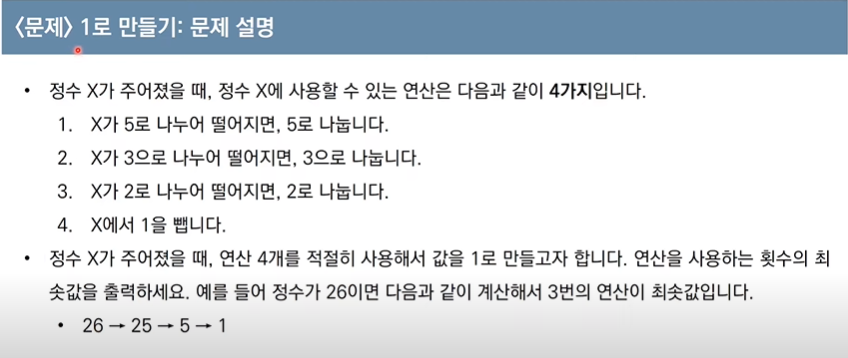 〈문제〉 1로 만들기: 문제 설명
• 정수 X가 주어졌을 때, 정수 X에 사용할 수 있는 연산은 다음과 같이 4가지입니다.
1. X가 5로 나누어 떨어지면, 5로 나눕니다.
2. X가 3으로 나누어 떨어지면, 3으로 나눕니다.
3. X가 2로 나누어 떨어지면, 2로 나눕니다.
4. X에서 1을 뺍니다.
• 정수 X가 주어졌을 때, 연산 4개를 적절히 사용해서 값을 1로 만들고자 합니다. 연산을 사용하는 횟수의 최
솟값을 출력하세요. 예를 들어 정수가 26이면 다음과 같이 계산해서 3번의 연산이 최솟값입니다.
• 26 → 25 → 5 → 1